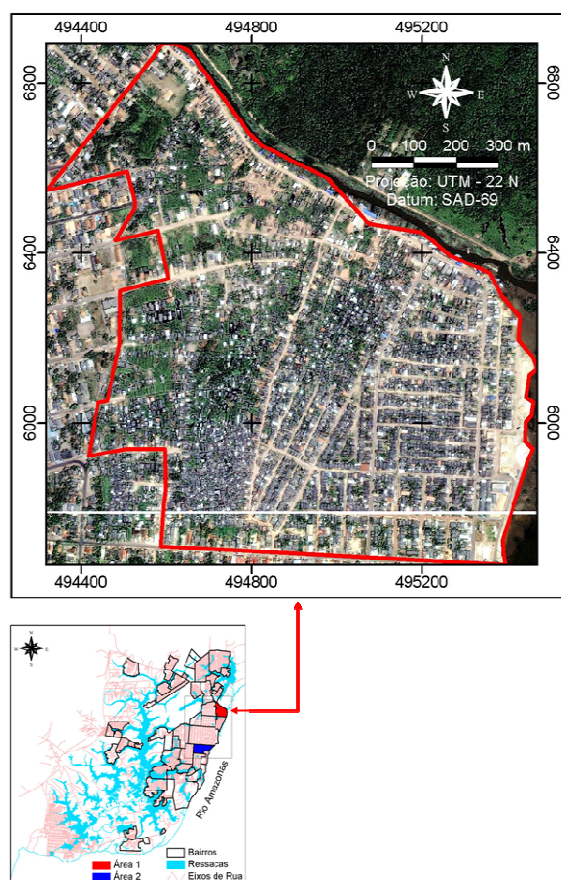 494400 494800 495200
6800 6800
N
W E
S
0 100 200 300 m
Projeção: UTM - 22 N
Datum: SAD-69
6400 6400
6000 6000
494400 494800 495200
N
Rio Amazonas
Bairros
Área 1 Ressacas
Área 2 Eixos de Rua